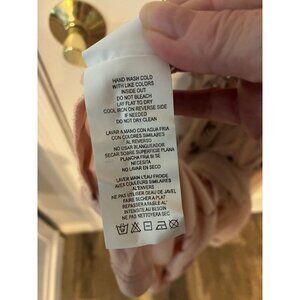 HAND WASH COLD
WITH LIKE COLORS
INSIDE OUT
DO NOT BLEACH
LAY FLAT TO DRY
COOL IRON ON REVERSE SIDE
IF NEEDED
DO NOT DRY CLEAN
LAVAR A MANO CON AGUA FRIA
CON COLORES SIMILARES
AL REVERSO
NO USAR BLANQUEADOR
SECAR SOBRE SUPERFICIE PLANA
PLANCHA FRIA SI SE
NECESITA
NO LAVAR EN SECO
LAVER MAIN L'EAU FROIDE
AVEC COULEURS SIMILAIRES
A L'ENVERS
NE PAS UTILISER D'EAU DE JAVEL
FAIRE SECHER A PLAT
REPASSER A FAIBLE
INTENSITE AU BESOIN
NE PAS NETTOYER A SEC